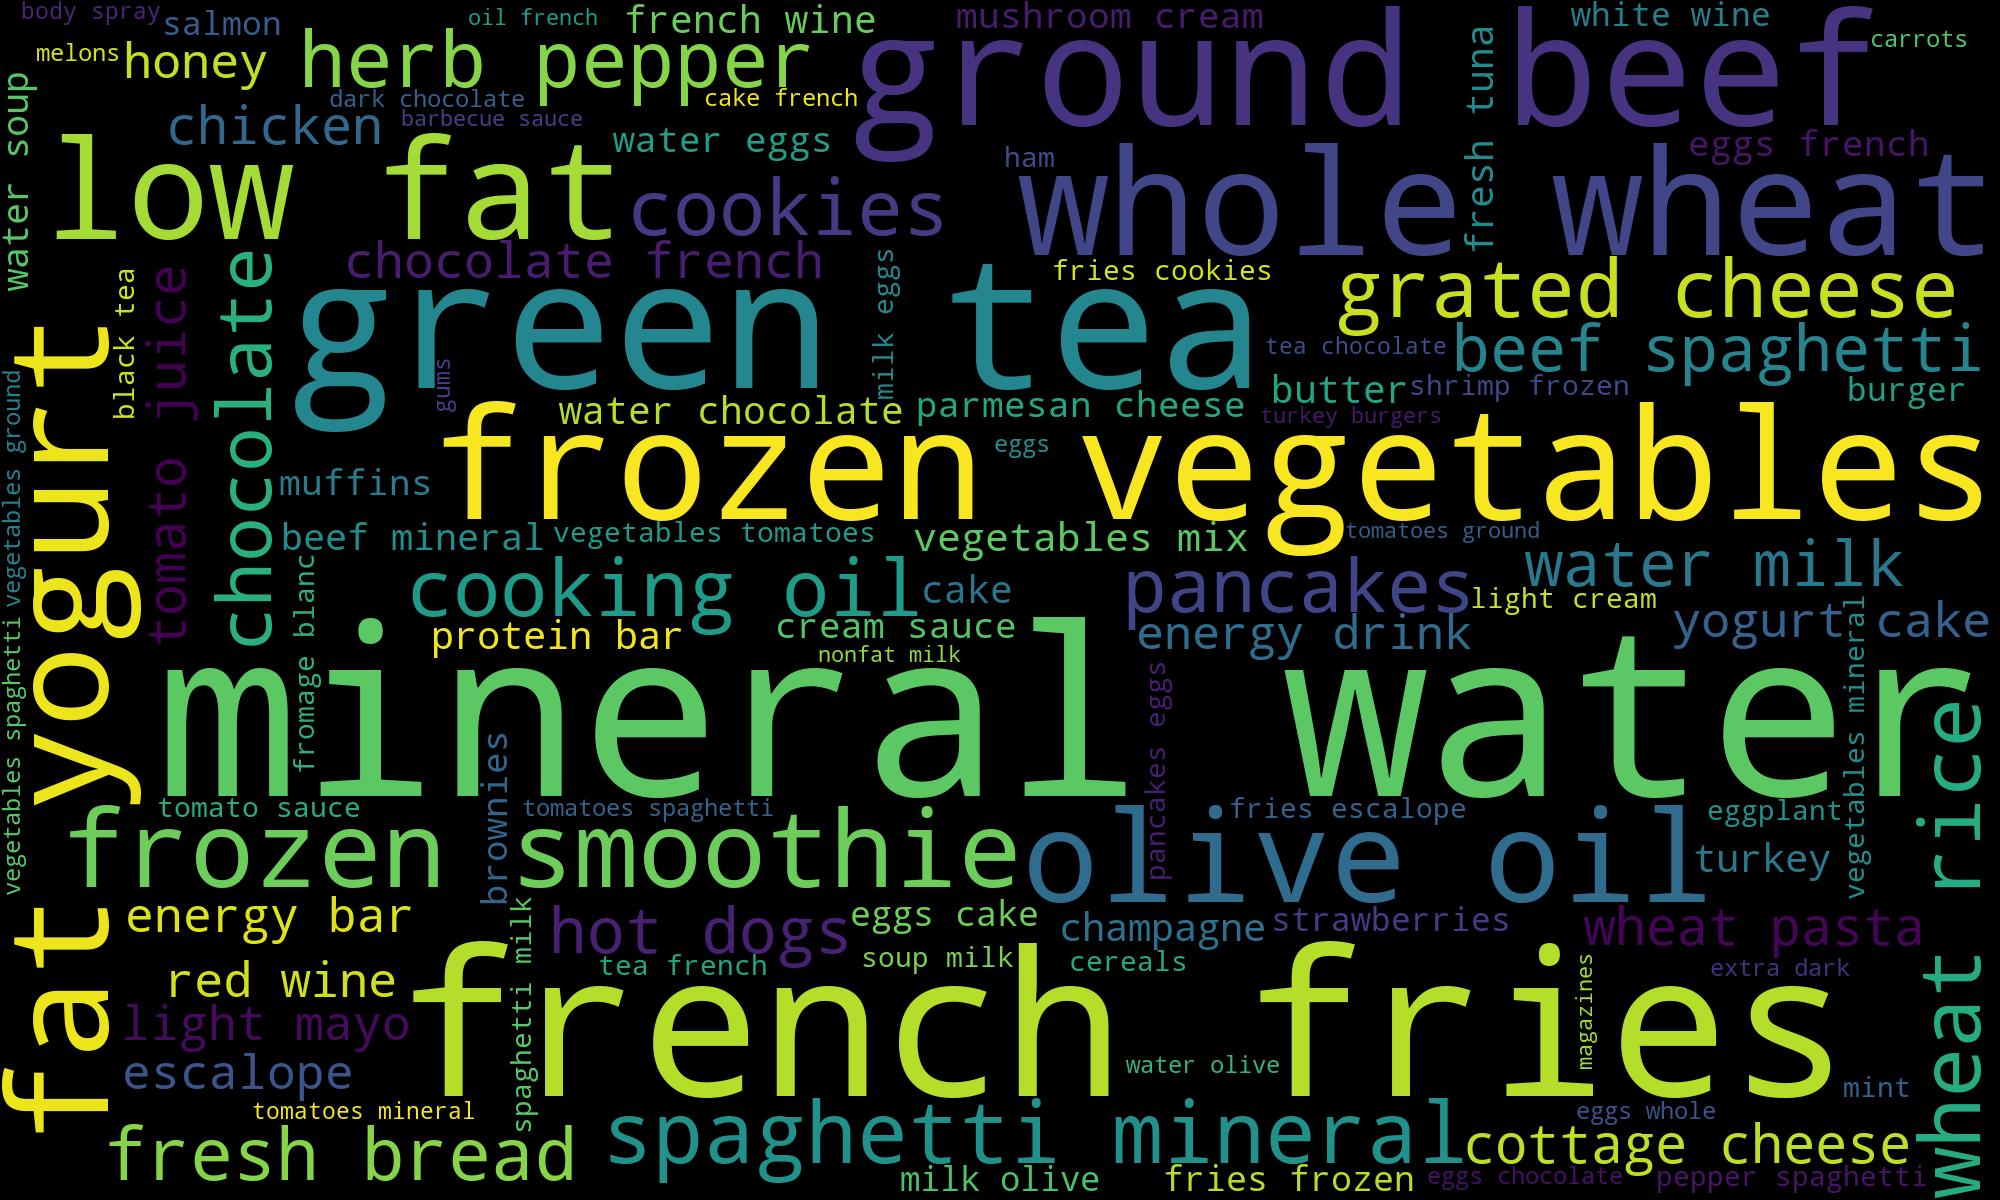 body spray
salmon
oil french
french wine
mushroom cream
white wine
carrots
melons
honey
herb pepper
ground beef
fresh tuna
water soup
dark chocolate
cake french
chicken
barbecue sauce
water eggs
ham
eggs french
low fat
cookies
whole wheat
chocolate french
milk eggs
fries cookies
grated cheese
black tea
tomato juice
chocolate
green tea
tea chocolate
beef spaghetti
gums
butter
shrimp frozen
burger
water chocolate
parmesan cheese
turkey burgers
fat yogurt
vegetables spaghetti
vegetables ground
eggs
frozen vegetables
muffins
beef mineral
vegetables tomatoes
vegetables mix
tomatoes ground
water milk
fromage blanc
cooking oil
cake
pancakes
light cream
yogurt cake
protein bar
cream sauce
energy drink
nonfat milk
vegetables mineral
mineral water
pancakes eggs
brownies
wheat rice
tomato sauce
tomatoes spaghetti
fries escalope
eggplant
frozen smoothie
olive oil
turkey
energy bar
spaghetti milk
hot dogs
eggs cake
champagne
strawberries
wheat pasta
tea french
soup milk
cereals
extra dark
red wine
magazines
light mayo
french fries
escalope
water olive
mint
tomatoes mineral
eggs whole
fresh bread
spaghetti mineral
cottage cheese
milk olive
fries frozen
eggs chocolate
pepper spaghetti